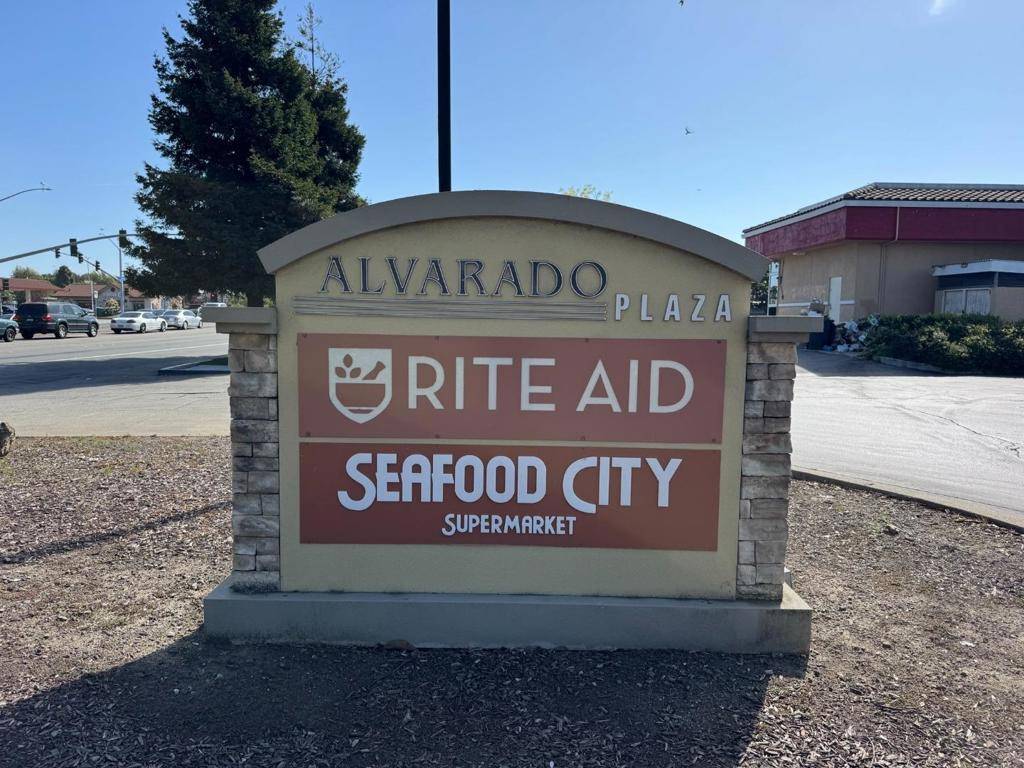 ALVARADO
PLAZA
RITE AID
SEAFOOD CITY
SUPERMARKET